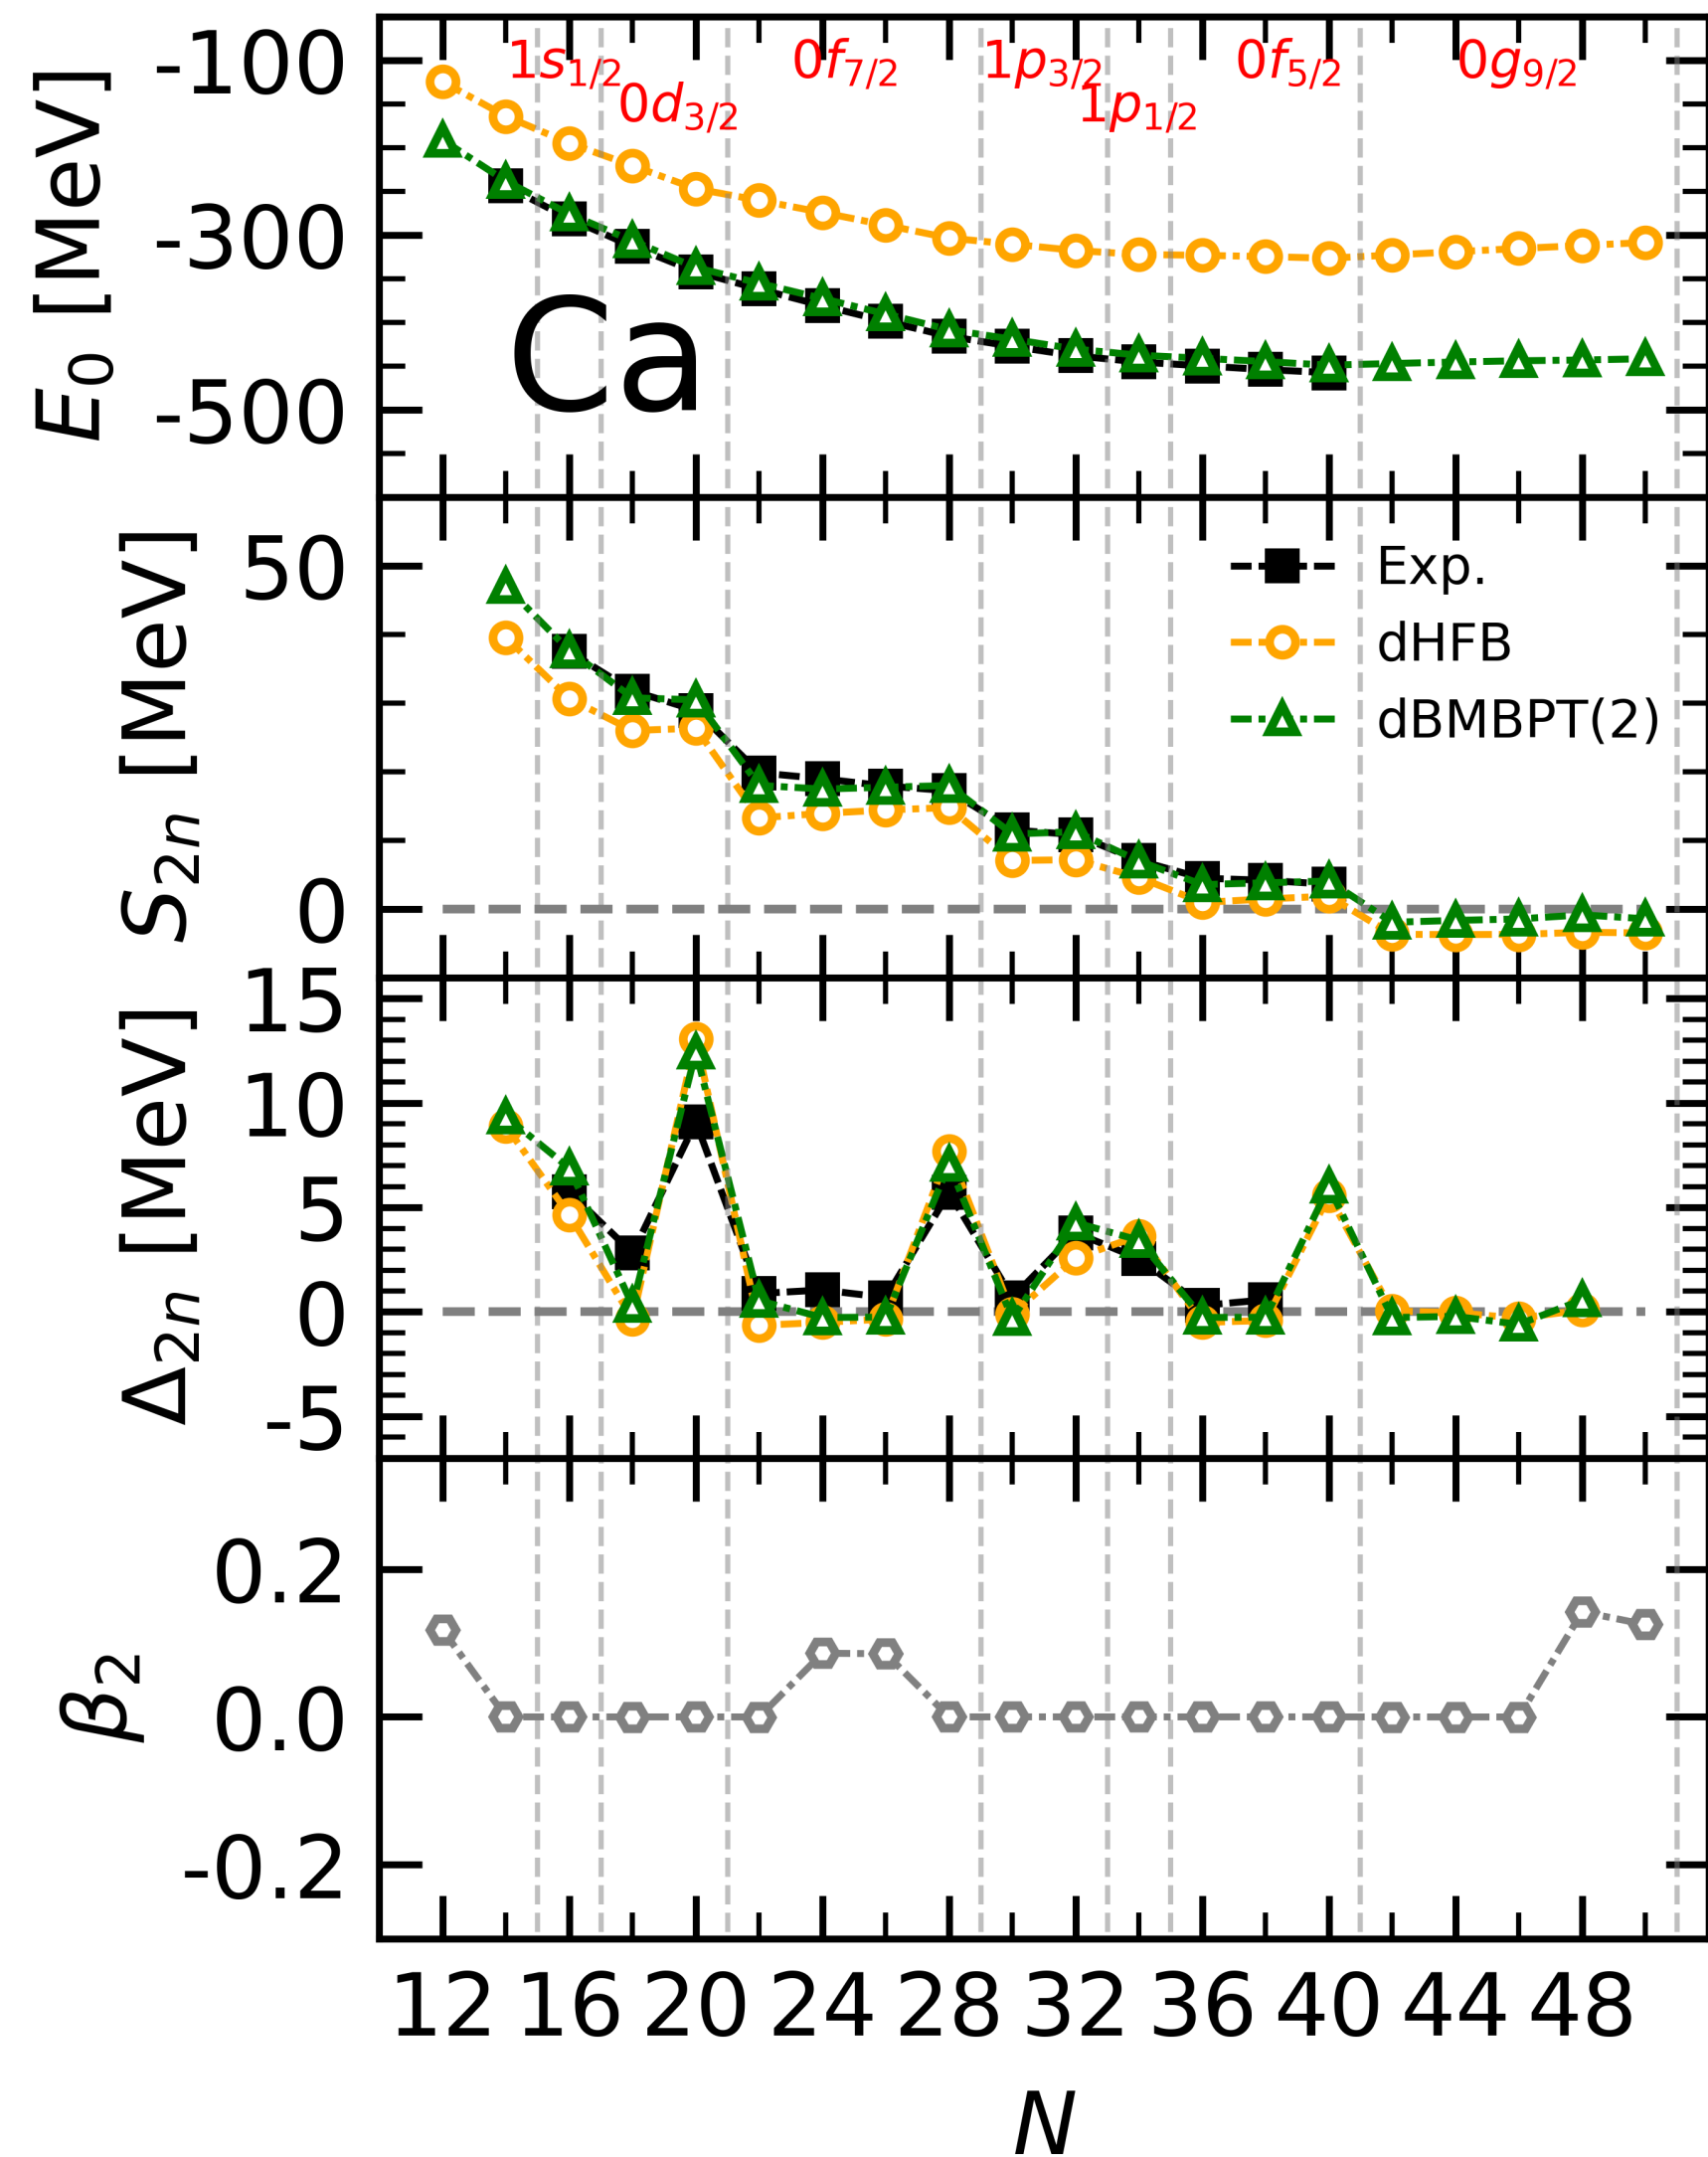 E₀ [MeV]
-100
-300
-500
1s₁/₂
0d₃/₂
0f₇/₂
1p₃/₂
1p₁/₂
0f₅/₂
0g₉/₂
Ca
S₂ₙ [MeV]
50
0
Exp.
dHFB
dBMBPT(2)
Δ₂ₙ [MeV]
15
10
5
0
-5
β₂
0.2
0.0
-0.2
12 16 20 24 28 32 36 40 44 48
N